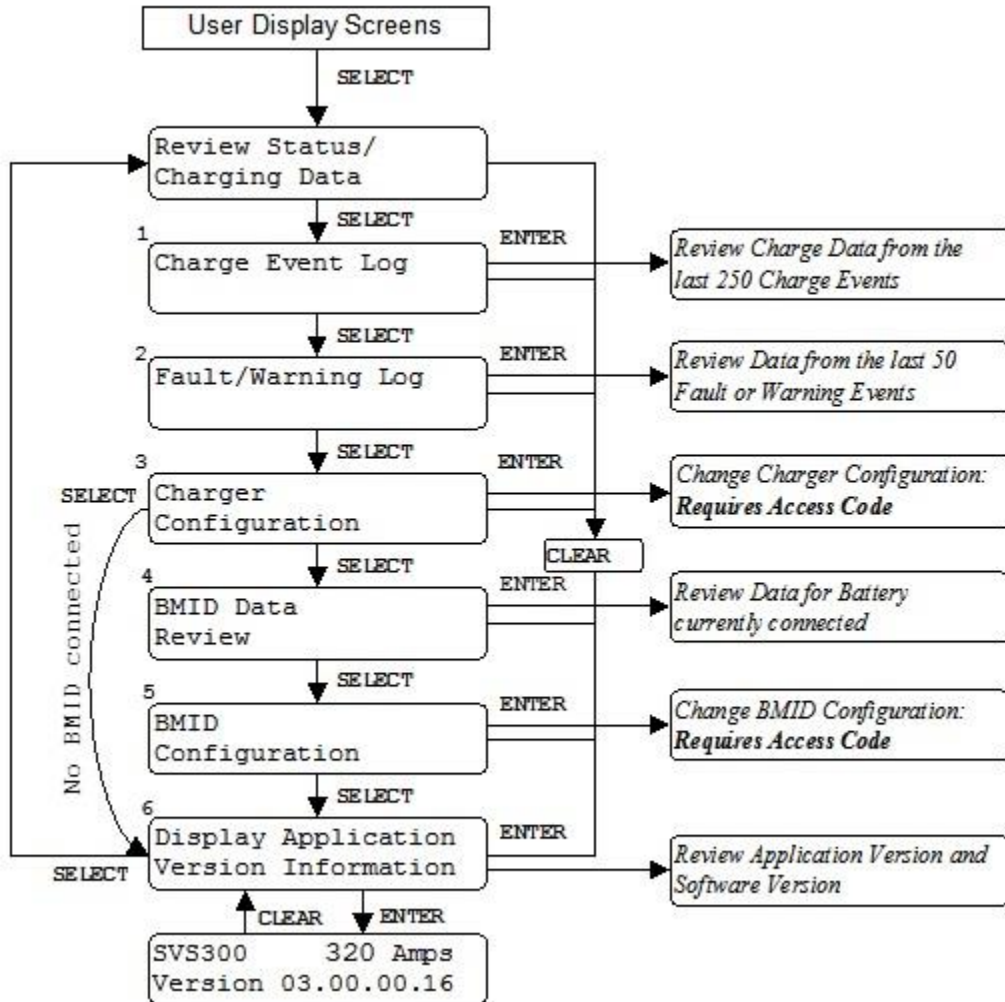 User Display Screens
SELECT
Review Status/
Charging Data
SELECT
1
Charge Event Log
ENTER
Review Charge Data from the
last 250 Charge Events
SELECT
2
Fault/Warning Log
ENTER
Review Data from the last 50
Fault or Warning Events
SELECT
3
Charger
Configuration
ENTER
Change Charger Configuration:
Requires Access Code
SELECT
No BMID connected
CLEAR
SELECT
4
BMID Data
Review
ENTER
Review Data for Battery
currently connected
SELECT
5
BMID
Configuration
ENTER
Change BMID Configuration:
Requires Access Code
SELECT
6
Display Application
Version Information
ENTER
Review Application Version and
Software Version
SELECT
CLEAR
ENTER
SVS300 320 Amps
Version 03.00.00.16